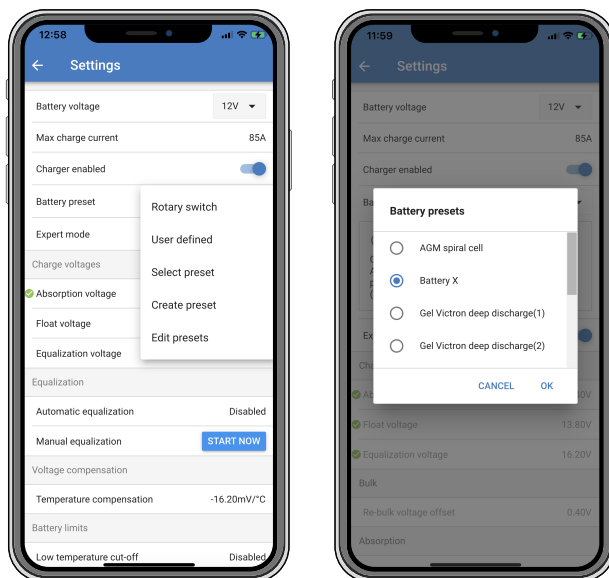 12:58
Settings
Battery voltage 12V
Max charge current 85A
Charger enabled
Battery preset
Expert mode
Rotary switch
User defined
Select preset
Create preset
Edit presets
Charge voltages
Absorption voltage
Float voltage
Equalization voltage
Equalization
Automatic equalization Disabled
Manual equalization START NOW
Voltage compensation
Temperature compensation -16.20mV/°C
Battery limits
Low temperature cut-off Disabled
11:59
Settings
Battery voltage 12V
Max charge current 85A
Charger enabled
Battery presets
AGM spiral cell
Battery X
Gel Victron deep discharge(1)
Gel Victron deep discharge(2)
CANCEL OK
Float voltage 13.80V
Equalization voltage 16.20V
Bulk
Re-bulk voltage offset 0.40V
Absorption